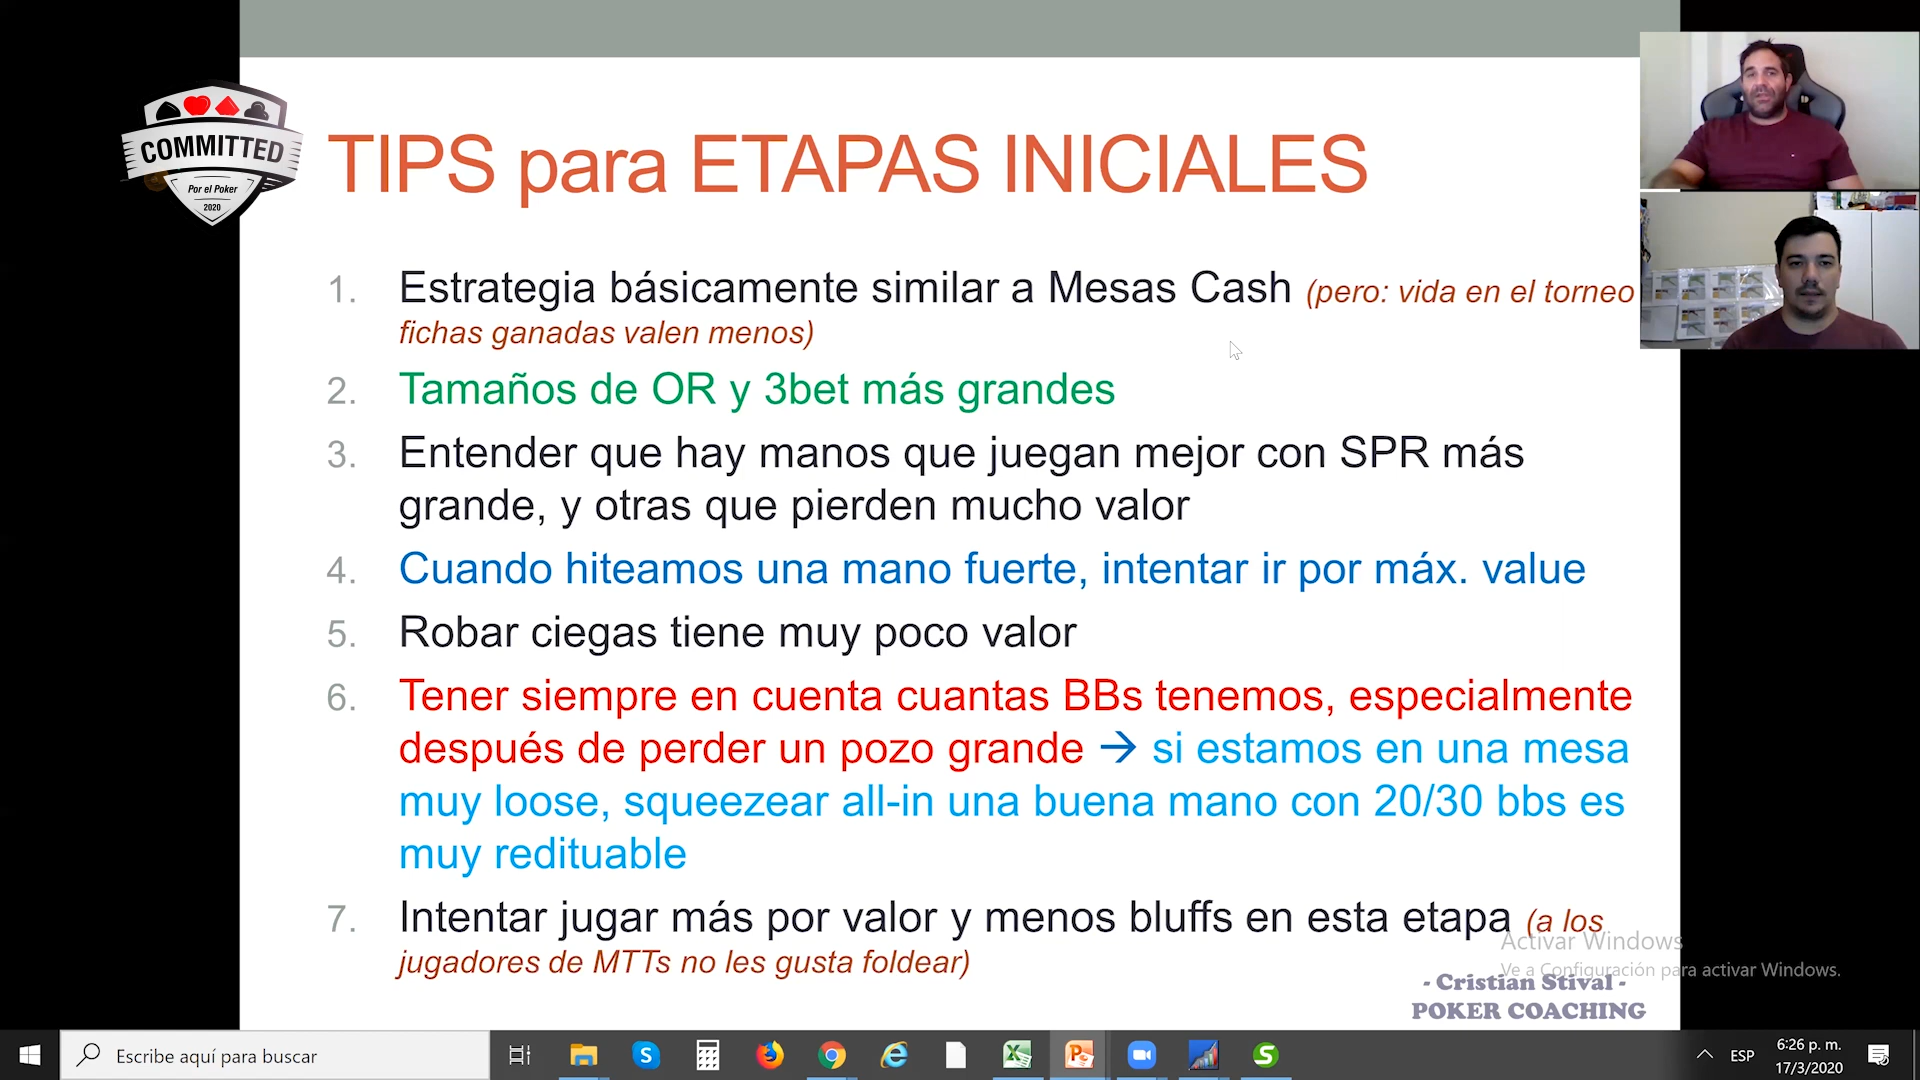 COMMITTED
Por el Poker
2020
TIPS para ETAPAS INICIALES
1. Estrategia básicamente similar a Mesas Cash (pero: vida en el torneo
fichas ganadas valen menos)
2. Tamaños de OR y 3bet más grandes
3. Entender que hay manos que juegan mejor con SPR más
grande, y otras que pierden mucho valor
4. Cuando hiteamos una mano fuerte, intentar ir por máx. value
5. Robar ciegas tiene muy poco valor
6. Tener siempre en cuenta cuantas BBs tenemos, especialmente
después de perder un pozo grande → si estamos en una mesa
muy loose, squeezear all-in una buena mano con 20/30 bbs es
muy redituable
7. Intentar jugar más por valor y menos bluffs en esta etapa (a los
jugadores de MTTs no les gusta foldear)
Activar Windows
Ve a Configuración para activar Windows.
- Cristian Stival -
POKER COACHING
Escribe aquí para buscar
ESP
6:26 p. m.
17/3/2020